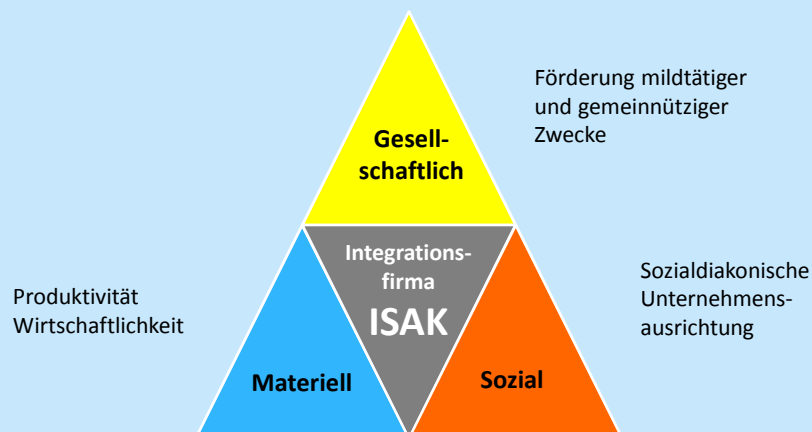 Förderung mildtätiger
und gemeinnütziger
Zwecke
Gesell-
schaftlich
Integrations-
firma
ISAK
Produktivität
Wirtschaftlichkeit
Sozialdiakonische
Unternehmens-
ausrichtung
Materiell
Sozial